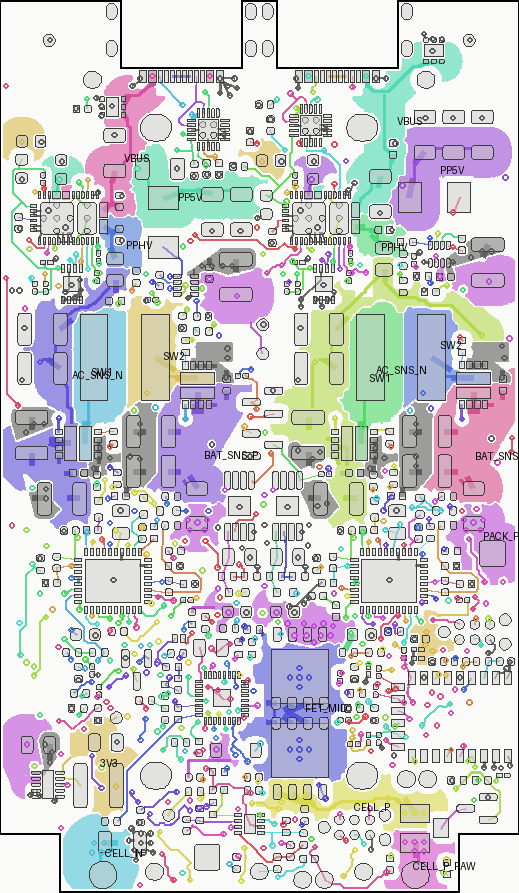 VBUS
VBUS
PP5V
PP5V
PPHV
PPHV
SW2
SW2
SW1
AC_SNS_N
AC_SNS_N
SW1
BAT_SNS
PACK_P
FET_MID
3V3
CELL_P
CELL_N
CELL_P_RAW